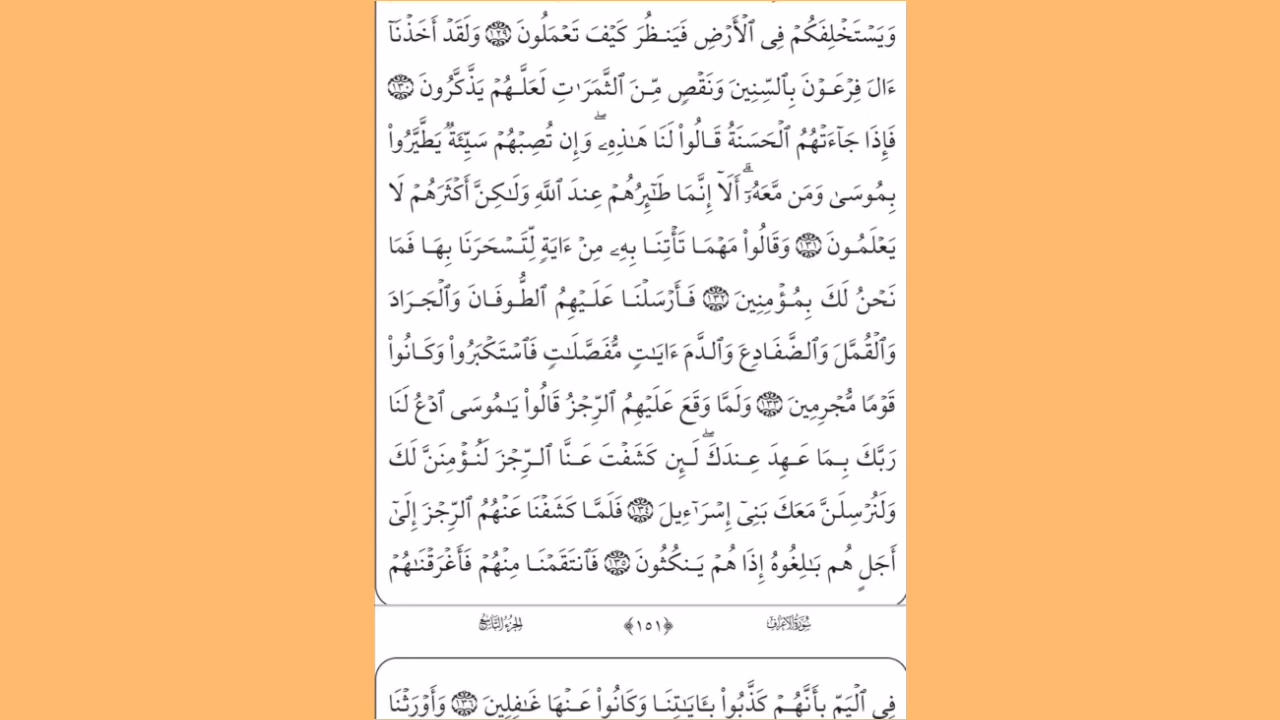 وَيَسۡتَخۡلِفَكُمۡ فِي ٱلۡأَرۡضِ فَيَنظُرَ كَيۡفَ تَعۡمَلُونَ ١٢٩ وَلَقَدۡ أَخَذۡنَآ
ءَالَ فِرۡعَوۡنَ بِٱلسِّنِينَ وَنَقۡصٖ مِّنَ ٱلثَّمَرَٰتِ لَعَلَّهُمۡ يَذَّكَّرُونَ ١٣٠
فَإِذَا جَآءَتۡهُمُ ٱلۡحَسَنَةُ قَالُواْ لَنَا هَٰذِهِۦۖ وَإِن تُصِبۡهُمۡ سَيِّئَةٞ يَطَّيَّرُواْ
بِمُوسَىٰ وَمَن مَّعَهُۥٓۗ أَلَآ إِنَّمَا طَٰٓئِرُهُمۡ عِندَ ٱللَّهِ وَلَٰكِنَّ أَكۡثَرَهُمۡ لَا
يَعۡلَمُونَ ١٣١ وَقَالُواْ مَهۡمَا تَأۡتِنَا بِهِۦ مِنۡ ءَايَةٖ لِّتَسۡحَرَنَا بِهَا فَمَا
نَحۡنُ لَكَ بِمُؤۡمِنِينَ ١٣٢ فَأَرۡسَلۡنَا عَلَيۡهِمُ ٱلطُّوفَانَ وَٱلۡجَرَادَ
وَٱلۡقُمَّلَ وَٱلضَّفَادِعَ وَٱلدَّمَ ءَايَٰتٖ مُّفَصَّلَٰتٖ فَٱسۡتَكۡبَرُواْ وَكَانُواْ
قَوۡمٗا مُّجۡرِمِينَ ١٣٣ وَلَمَّا وَقَعَ عَلَيۡهِمُ ٱلرِّجۡزُ قَالُواْ يَٰمُوسَى ٱدۡعُ لَنَا
رَبَّكَ بِمَا عَهِدَ عِندَكَۖ لَئِن كَشَفۡتَ عَنَّا ٱلرِّجۡزَ لَنُؤۡمِنَنَّ لَكَ
وَلَنُرۡسِلَنَّ مَعَكَ بَنِيٓ إِسۡرَٰٓءِيلَ ١٣٤ فَلَمَّا كَشَفۡنَا عَنۡهُمُ ٱلرِّجۡزَ إِلَىٰٓ
أَجَلٍ هُم بَٰلِغُوهُ إِذَا هُمۡ يَنكُثُونَ ١٣٥ فَٱنتَقَمۡنَا مِنۡهُمۡ فَأَغۡرَقۡنَٰهُمۡ
سُورَةُ الأَعْرَافِ ﴿١٥١﴾ الجُزْءُ التَّاسِعُ
فِي ٱلۡيَمِّ بِأَنَّهُمۡ كَذَّبُواْ بِـَٔايَٰتِنَا وَكَانُواْ عَنۡهَا غَٰفِلِينَ ١٣٦ وَأَوۡرَثۡنَا